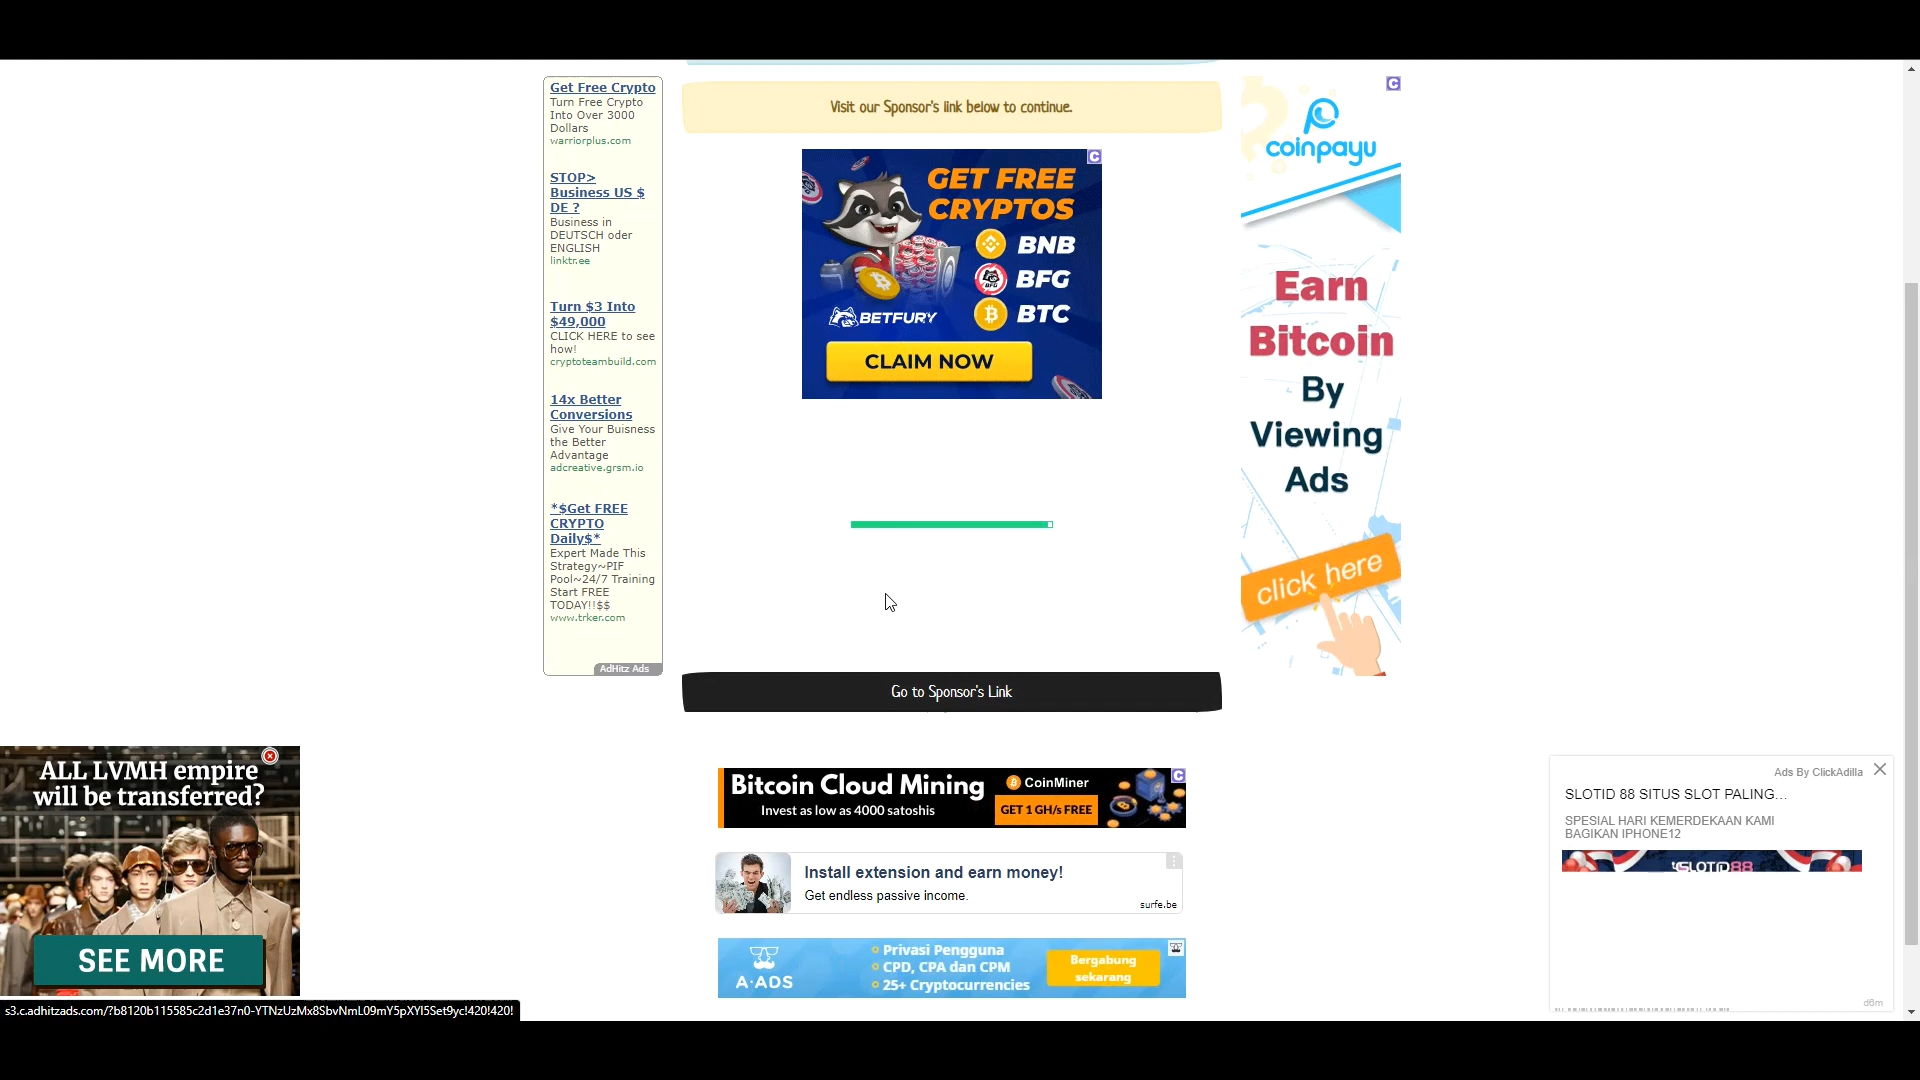 Get Free Crypto
Turn Free Crypto
Into Over 3000
Dollars
warriorplus.com
STOP>
Business US $
DE ?
Business in
DEUTSCH oder
ENGLISH
linktr.ee
Turn $3 Into
$49,000
CLICK HERE to see
how!
cryptoteambuild.com
14x Better
Conversions
Give Your Buisness
the Better
Advantage
adcreative.grsm.io
*$Get FREE
CRYPTO
Daily$*
Expert Made This
Strategy~PIF
Pool~24/7 Training
Start FREE
TODAY!!$$
www.trker.com
AdHitz Ads
Visit our Sponsor's link below to continue.
GET FREE
CRYPTOS
BNB
BFG
BFG
BTC
BETFURY
CLAIM NOW
Go to Sponsor's Link
coinpayu
Earn
Bitcoin
By
Viewing
Ads
click here
Bitcoin Cloud Mining
Invest as low as 4000 satoshis
CoinMiner
GET 1 GH/s FREE
Install extension and earn money!
Get endless passive income.
surfe.be
A-ADS
Privasi Pengguna
CPD, CPA dan CPM
25+ Cryptocurrencies
Bergabung
sekarang
ALL LVMH empire
will be transferred?
SEE MORE
Ads By ClickAdilla
SLOTID 88 SITUS SLOT PALING...
SPESIAL HARI KEMERDEKAAN KAMI
BAGIKAN IPHONE12
SLOTID88
d6m
s3.c.adhitzads.com/?b8120b115585c2d1e37n0-YTNzUzMx8SbvNmL09mY5pXYl5Set9yc!420!420!